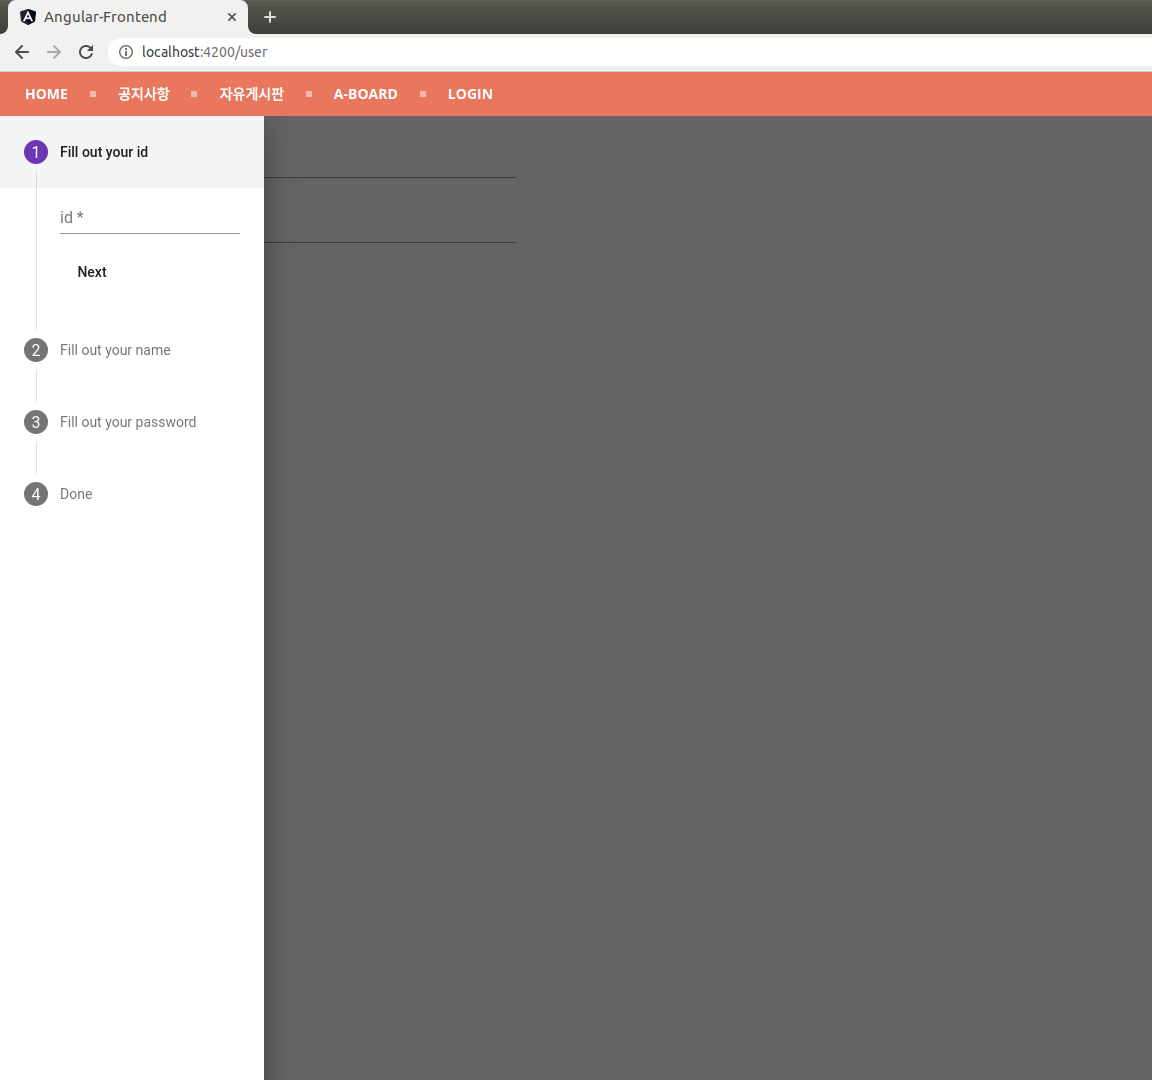 Angular-Frontend
localhost:4200/user
HOME 공지사항 자유게시판 A-BOARD LOGIN
1 Fill out your id
id *
Next
2 Fill out your name
3 Fill out your password
4 Done